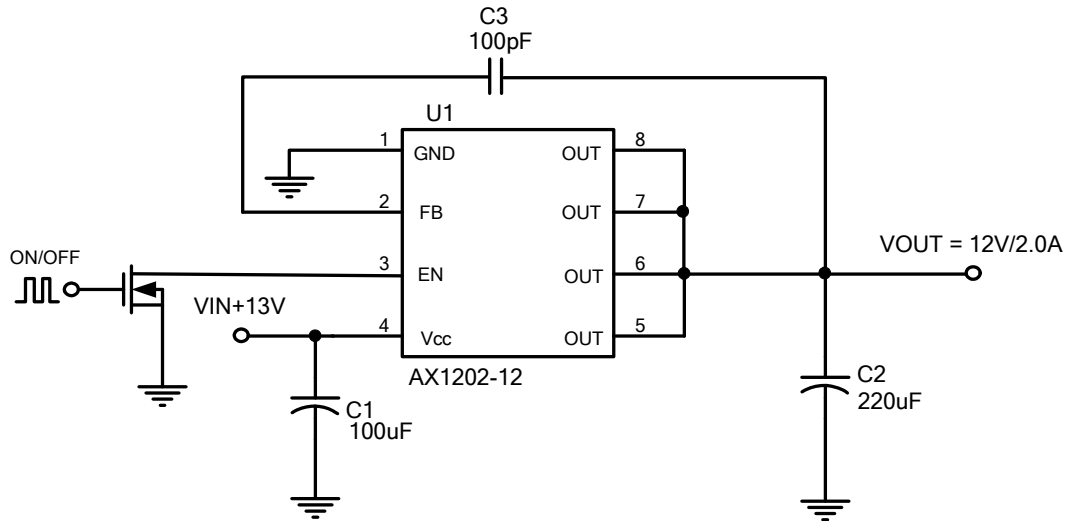 C3
100pF
U1
1
GND
OUT
8
2
FB
OUT
7
ON/OFF
3
EN
OUT
6
VOUT = 12V/2.0A
VIN+13V
4
Vcc
OUT
5
AX1202-12
C1
100uF
C2
220uF